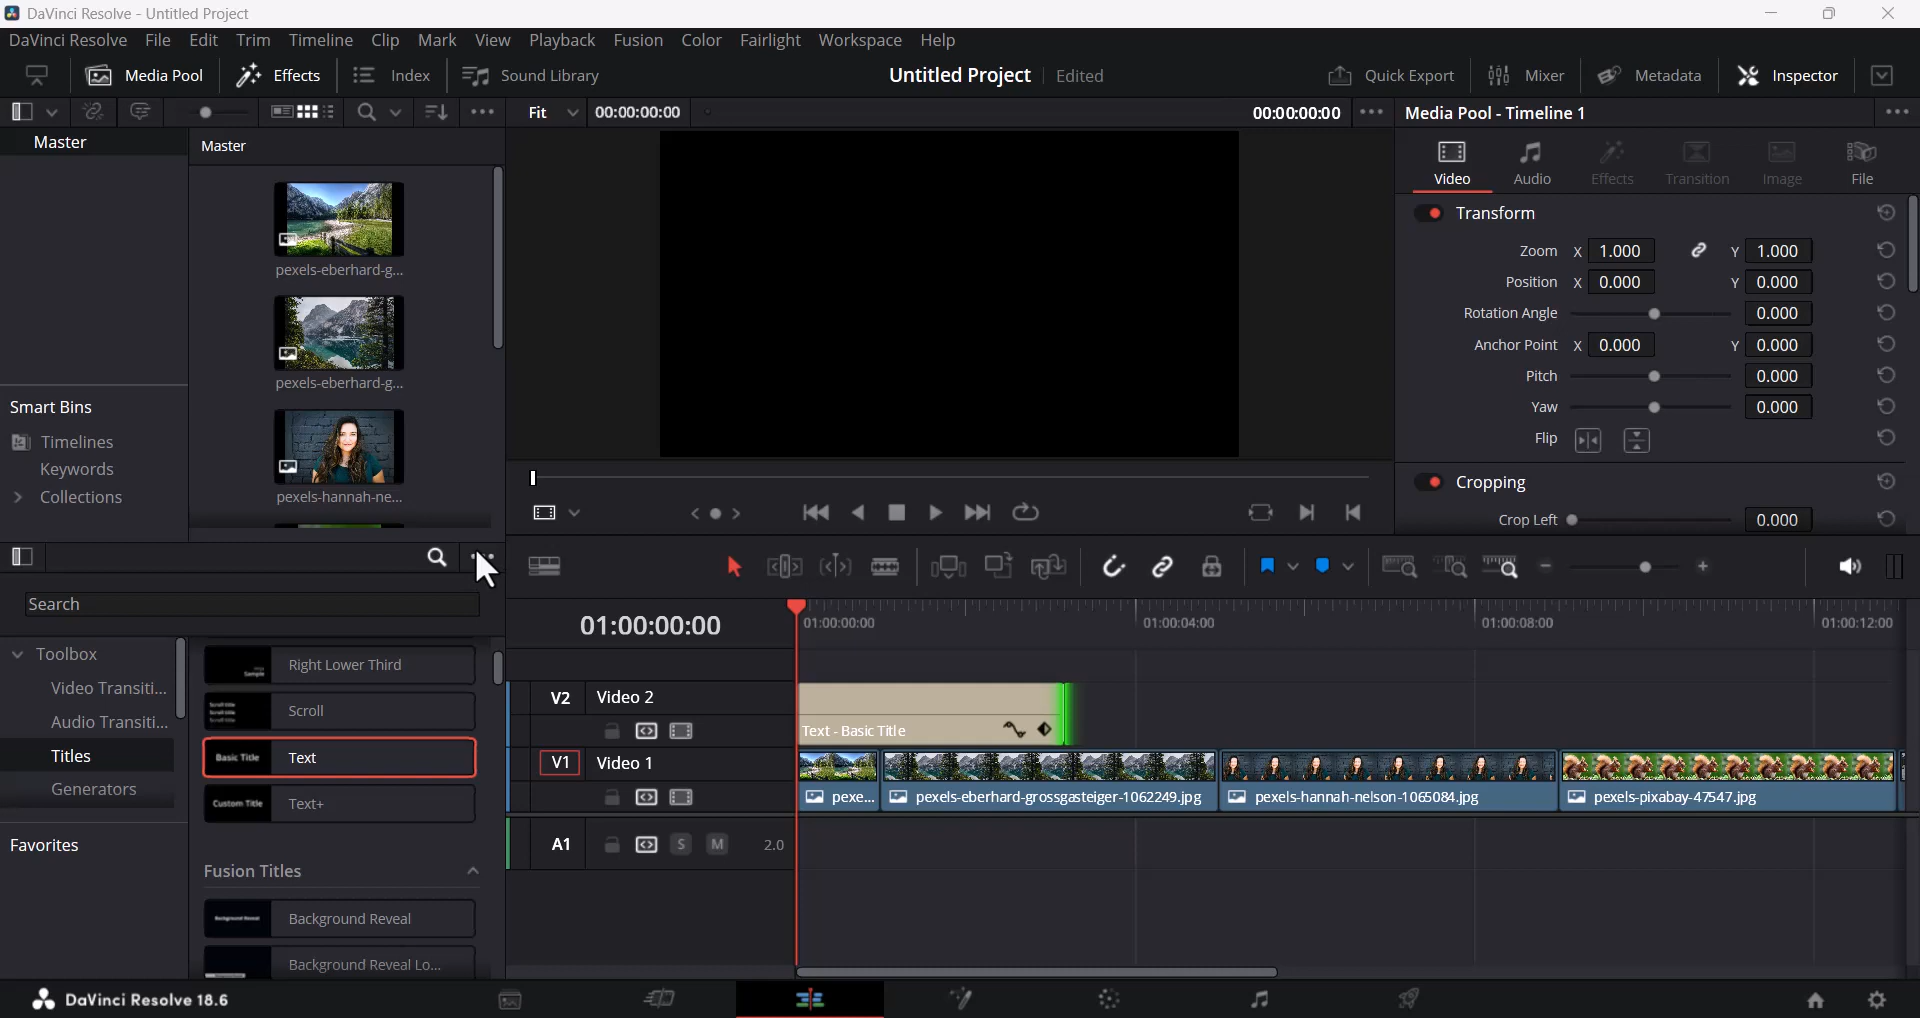 DaVinci Resolve - Untitled Project
DaVinci Resolve File Edit Trim Timeline Clip Mark View Playback Fusion Color Fairlight Workspace Help
Media Pool Effects Index Sound Library Untitled Project Edited Quick Export Mixer Metadata Inspector
Fit 00:00:00:00 00:00:00:00 Media Pool - Timeline 1
Master
Master
pexels-eberhard-g...
pexels-eberhard-g...
pexels-hannah-ne...
Smart Bins
Timelines
Keywords
Collections
Video Audio Effects Transition Image File
Transform
Zoom X 1.000 Y 1.000
Position X 0.000 Y 0.000
Rotation Angle 0.000
Anchor Point X 0.000 Y 0.000
Pitch 0.000
Yaw 0.000
Flip
Cropping
Crop Left 0.000
Search
Toolbox
Video Transiti...
Audio Transiti...
Titles
Generators
Favorites
Right Lower Third
Scroll
Basic Title Text
Custom Title Text+
Fusion Titles
Background Reveal
Background Reveal Lo...
01:00:00:00
01:00:00:00 01:00:04:00 01:00:08:00 01:00:12:00
V2 Video 2
Text - Basic Title
V1 Video 1
pexe... pexels-eberhard-grossgasteiger-1062249.jpg pexels-hannah-nelson-1065084.jpg pexels-pixabay-47547.jpg
A1 S M 2.0
DaVinci Resolve 18.6